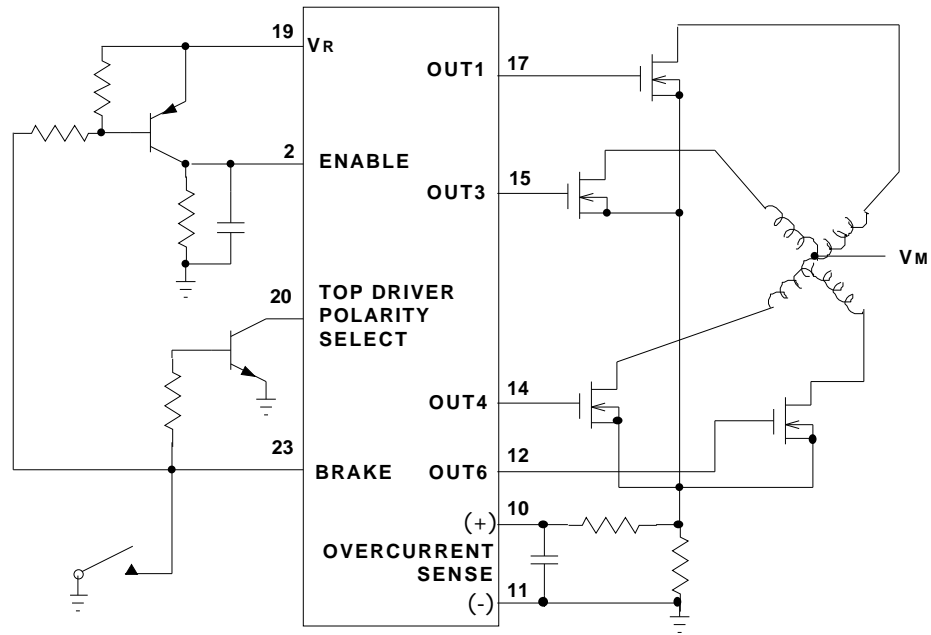 19
VR
OUT1
17
2
ENABLE
OUT3
15
20
TOP DRIVER
POLARITY
SELECT
VM
OUT4
14
23
BRAKE
OUT6
12
(+)
10
OVERCURRENT
SENSE
(-)
11